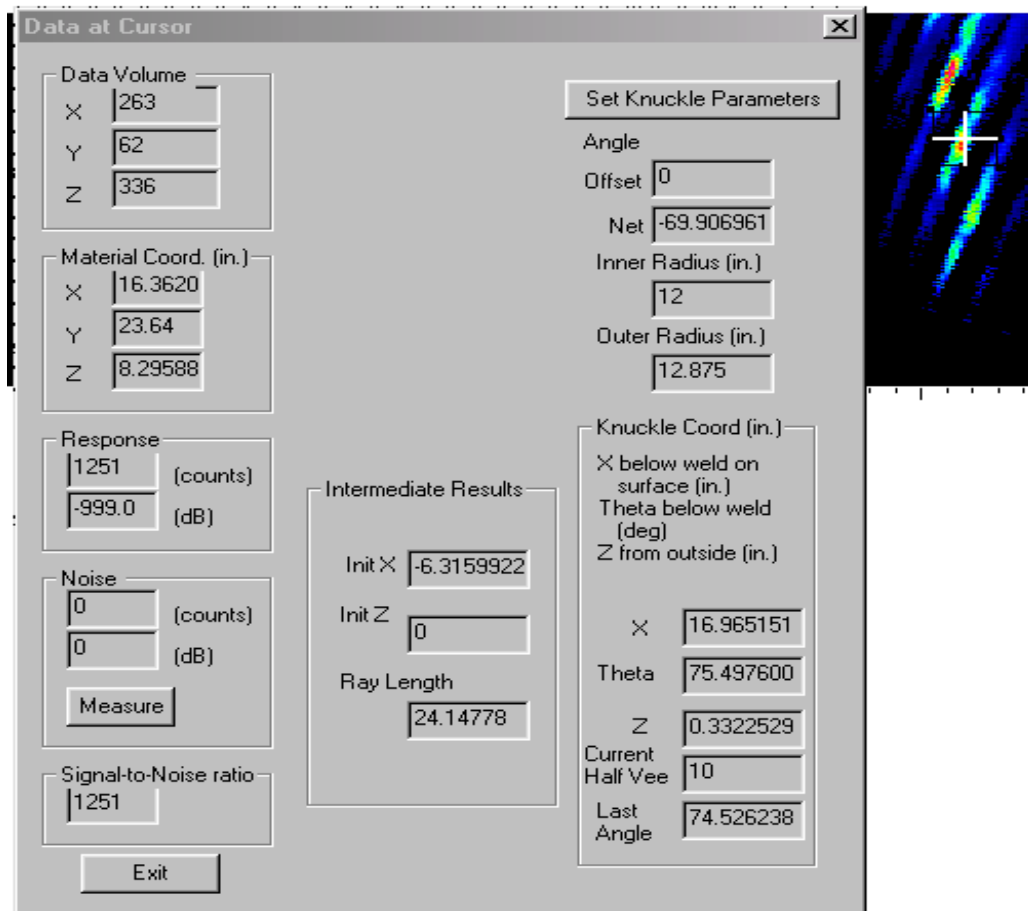 Data at Cursor
Data Volume
X 263
Y 62
Z 336
Material Coord. (in.)
X 16.3620
Y 23.64
Z 8.29588
Response
1251 (counts)
-999.0 (dB)
Noise
0 (counts)
0 (dB)
Measure
Signal-to-Noise ratio
1251
Exit
Intermediate Results
Init X -6.3159922
Init Z 0
Ray Length
24.14778
Set Knuckle Parameters
Angle
Offset 0
Net -69.906961
Inner Radius (in.)
12
Outer Radius (in.)
12.875
Knuckle Coord (in.)
X below weld on
surface (in.)
Theta below weld
(deg)
Z from outside (in.)
X 16.965151
Theta 75.497600
Z 0.3322529
Current
Half Vee 10
Last
Angle 74.526238